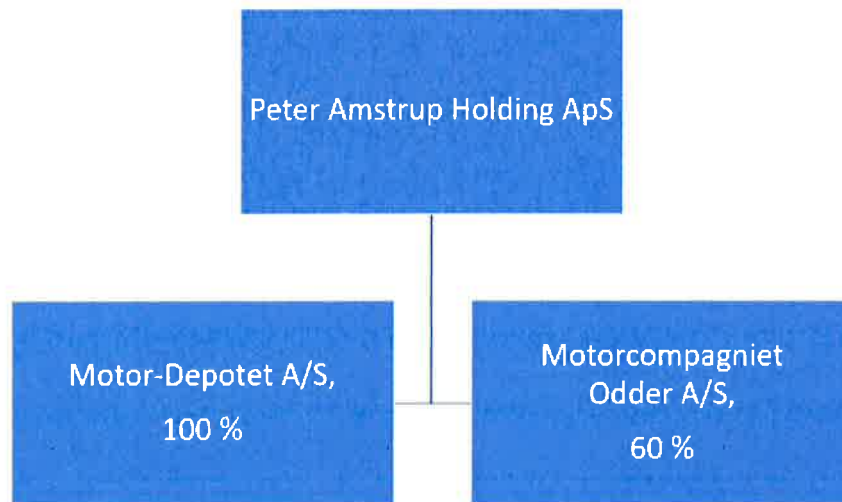 Peter Amstrup Holding ApS
Motor-Depotet A/S,
100 %
Motorcompagniet
Odder A/S,
60 %